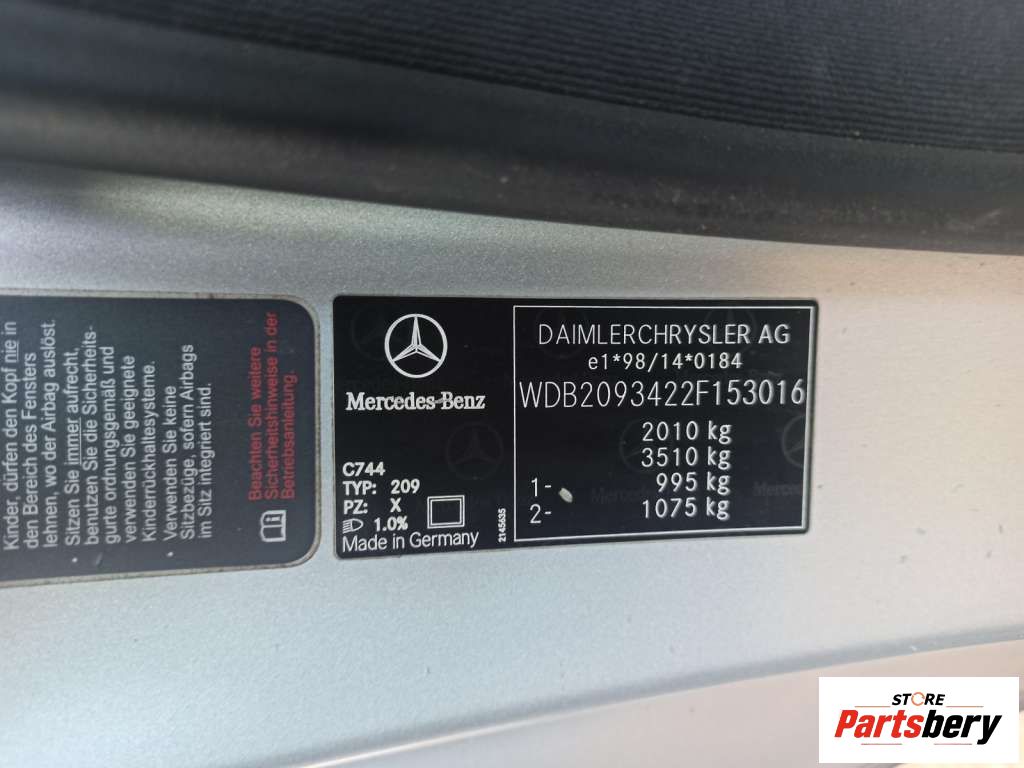 Kinder, dürfen den Kopf nie in
den Bereich des Fensters
lehnen, wo der Airbag auslöst.
Sitzen Sie immer aufrecht,
benutzen Sie die Sicherheits-
gurte ordnungsgemäß und
verwenden Sie geeignete
Kinderrückhaltesysteme.
• Verwenden Sie keine
Sitzbezüge, sofern Airbags
im Sitz integriert sind.
Beachten Sie weitere
Sicherheitshinweise in der
Betriebsanleitung.
Mercedes-Benz
C744
TYP: 209
PZ: X
1.0%
Made in Germany
2145635
DAIMLERCHRYSLER AG
e1*98/14*0184
WDB2093422F153016
2010 kg
3510 kg
1- 995 kg
2- 1075 kg
STORE
Partsbery